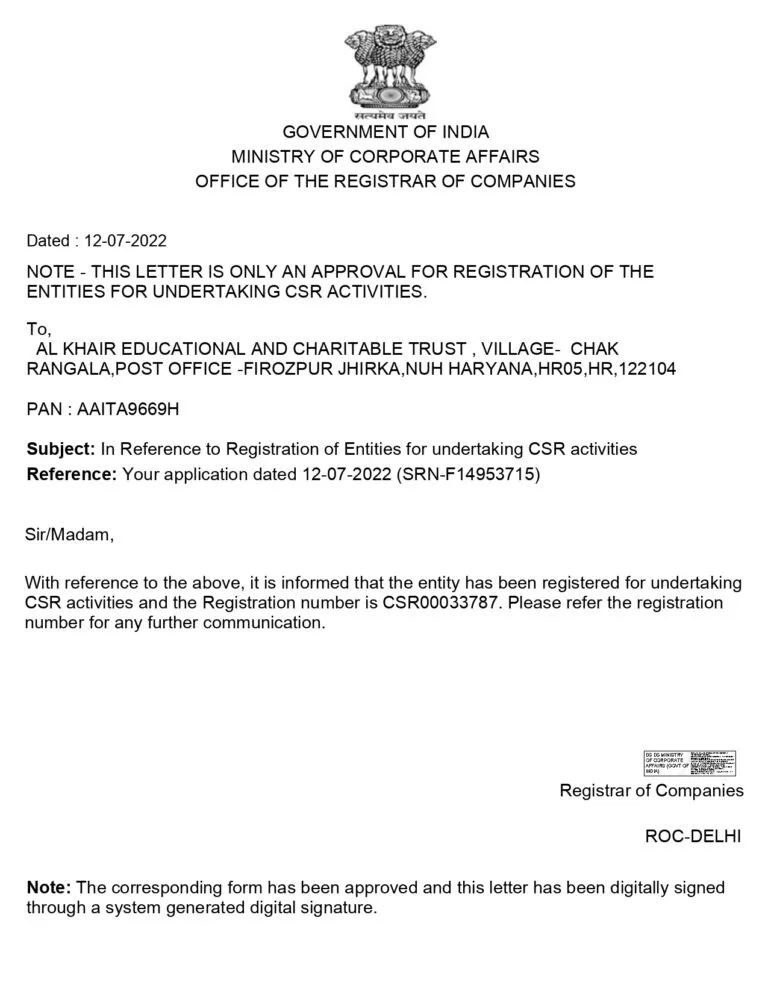 सत्यमेव जयते
GOVERNMENT OF INDIA
MINISTRY OF CORPORATE AFFAIRS
OFFICE OF THE REGISTRAR OF COMPANIES
Dated : 12-07-2022
NOTE - THIS LETTER IS ONLY AN APPROVAL FOR REGISTRATION OF THE
ENTITIES FOR UNDERTAKING CSR ACTIVITIES.
To,
AL KHAIR EDUCATIONAL AND CHARITABLE TRUST , VILLAGE- CHAK
RANGALA,POST OFFICE -FIROZPUR JHIRKA,NUH HARYANA,HR05,HR,122104
PAN : AAITA9669H
Subject: In Reference to Registration of Entities for undertaking CSR activities
Reference: Your application dated 12-07-2022 (SRN-F14953715)
Sir/Madam,
With reference to the above, it is informed that the entity has been registered for undertaking
CSR activities and the Registration number is CSR00033787. Please refer the registration
number for any further communication.
DS DS MINISTRY
OF CORPORATE
AFFAIRS (GOVT OF
INDIA)
Registrar of Companies
ROC-DELHI
Note: The corresponding form has been approved and this letter has been digitally signed
through a system generated digital signature.